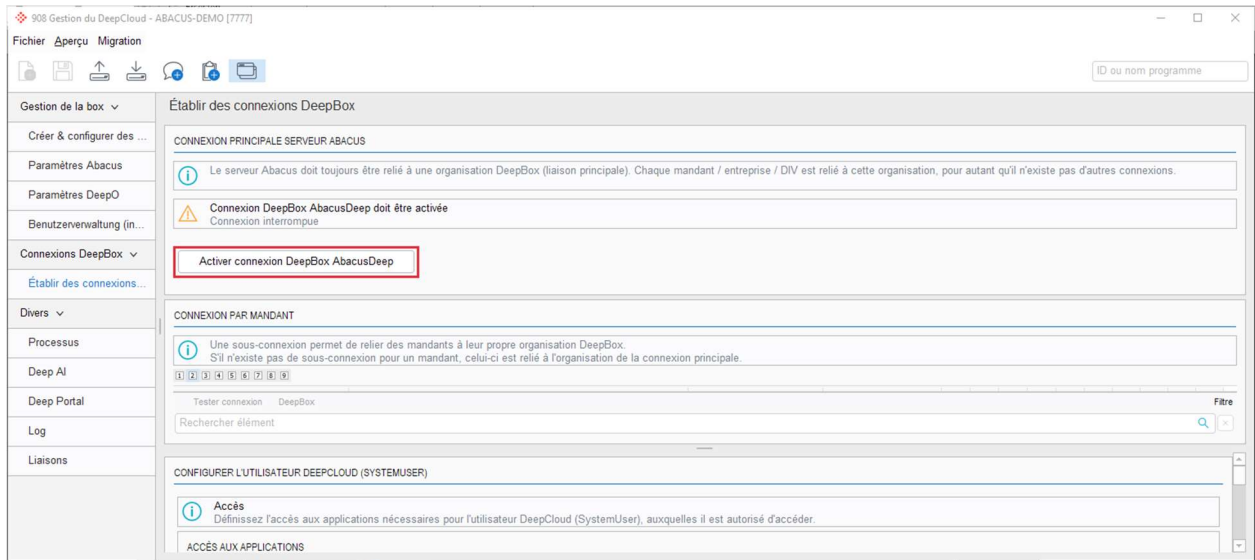 908 Gestion du DeepCloud - ABACUS-DEMO [7777]
Fichier Aperçu Migration
ID ou nom programme
Gestion de la box
Créer & configurer des ...
Paramètres Abacus
Paramètres DeepO
Benutzerverwaltung (in...
Connexions DeepBox
Établir des connexions...
Divers
Processus
Deep AI
Deep Portal
Log
Liaisons
Établir des connexions DeepBox
CONNEXION PRINCIPALE SERVEUR ABACUS
Le serveur Abacus doit toujours être relié à une organisation DeepBox (liaison principale). Chaque mandant / entreprise / DIV est relié à cette organisation, pour autant qu'il n'existe pas d'autres connexions.
Connexion DeepBox AbacusDeep doit être activée
Connexion interrompue
Activer connexion DeepBox AbacusDeep
CONNEXION PAR MANDANT
Une sous-connexion permet de relier des mandants à leur propre organisation DeepBox.
S'il n'existe pas de sous-connexion pour un mandant, celui-ci est relié à l'organisation de la connexion principale.
1 2 3 4 5 6 7 8 9
Tester connexion DeepBox Filtre
Rechercher élément
CONFIGURER L'UTILISATEUR DEEPCLOUD (SYSTEMUSER)
Accès
Définissez l'accès aux applications nécessaires pour l'utilisateur DeepCloud (SystemUser), auxquelles il est autorisé d'accéder.
ACCÈS AUX APPLICATIONS